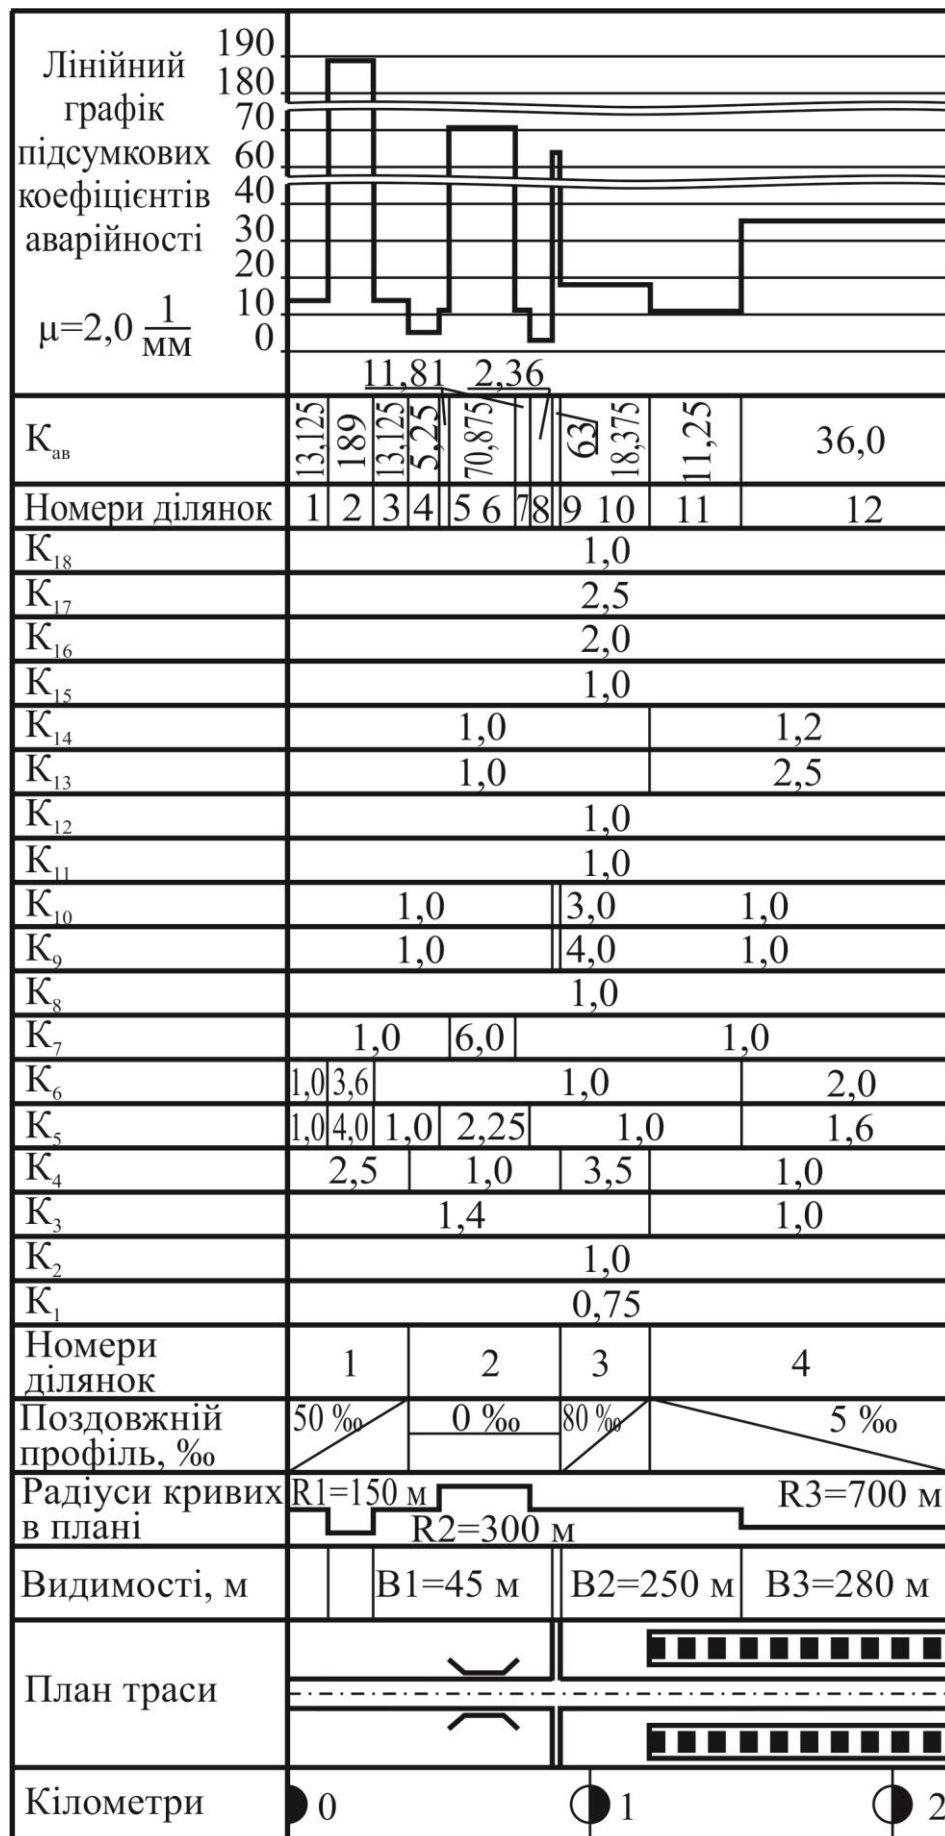 Лінійний
графік
підсумкових
коефіцієнтів
аварійності
μ=2,0 1/мм
190
180
70
60
40
30
20
10
0
11,81 2,36
Kав 13,125 189 13,125 5,25 70,875 63 18,375 11,25 36,0
Номери ділянок 1 2 3 4 5 6 7 8 9 10 11 12
K18 1,0
K17 2,5
K16 2,0
K15 1,0
K14 1,0 1,2
K13 1,0 2,5
K12 1,0
K11 1,0
K10 1,0 3,0 1,0
K9 1,0 4,0 1,0
K8 1,0
K7 1,0 6,0 1,0
K6 1,0 3,6 1,0 2,0
K5 1,0 4,0 1,0 2,25 1,0 1,6
K4 2,5 1,0 3,5 1,0
K3 1,4 1,0
K2 1,0
K1 0,75
Номери
ділянок 1 2 3 4
Поздовжній
профіль, ‰ 50 ‰ 0 ‰ 80 ‰ 5 ‰
Радіуси кривих
в плані R1=150 м R2=300 м R3=700 м
Видимості, м B1=45 м B2=250 м B3=280 м
План траси
Кілометри 0 1 2